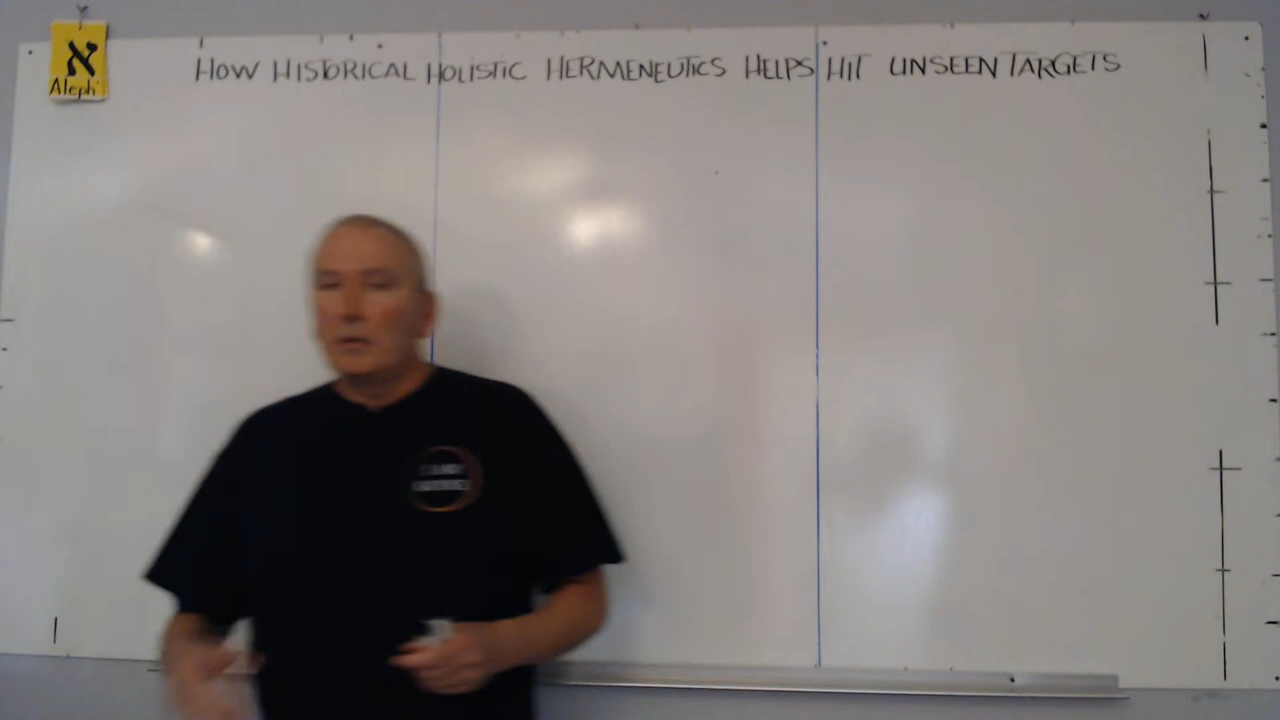 א
Aleph
HOW HISTORICAL HOLISTIC HERMENEUTICS HELPS HIT UNSEEN TARGETS